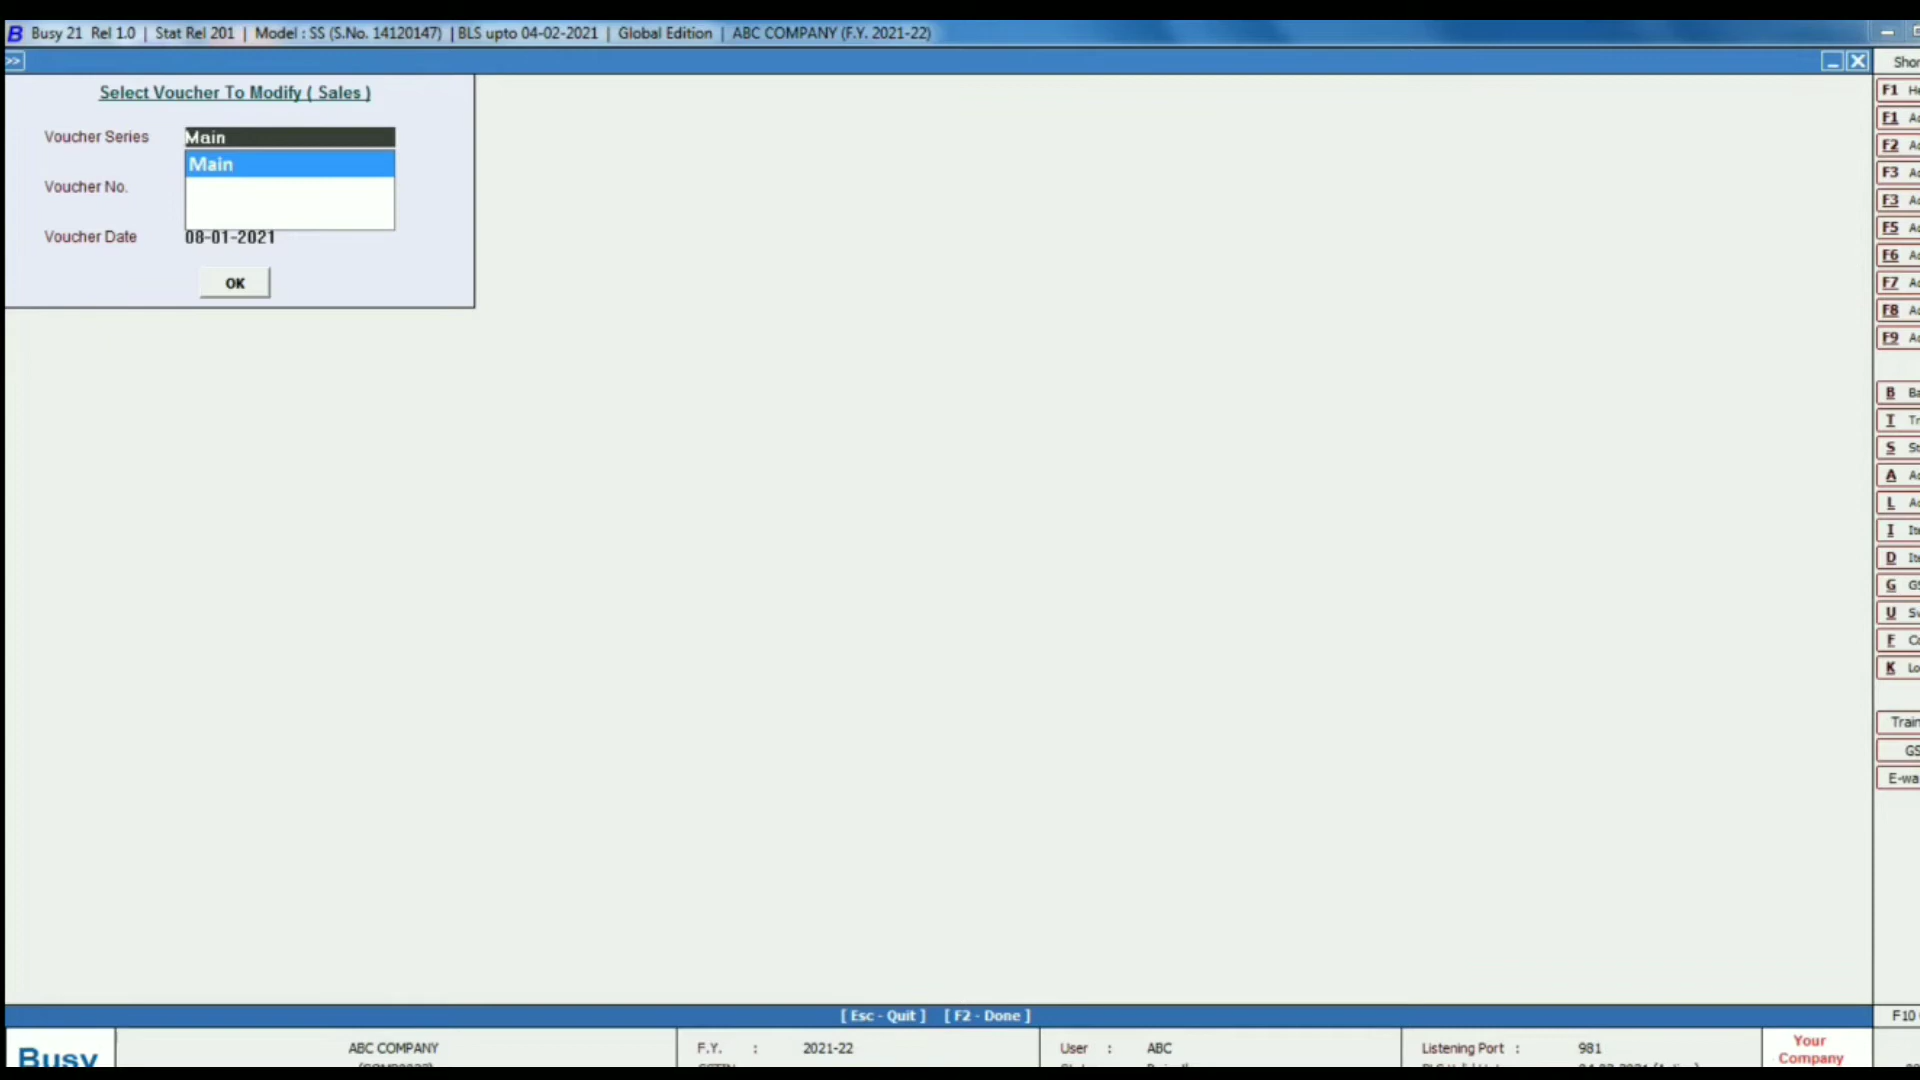 Busy 21 Rel 1.0 | Stat Rel 201 | Model : SS (S.No. 14120147) | BLS upto 04-02-2021 | Global Edition | ABC COMPANY (F.Y. 2021-22)
>>
Select Voucher To Modify ( Sales )
Voucher Series Main
Main
Voucher No.
Voucher Date 08-01-2021
OK
F1
F1
F2
F3
F3
F5
F6
F7
F8
F9
B
T
S
A
L
I
D
G
U
F
K
E-wa
[ Esc - Quit ] [ F2 - Done ]
F10
Busy
ABC COMPANY
F.Y. : 2021-22
User : ABC
Listening Port : 981
Your
Company